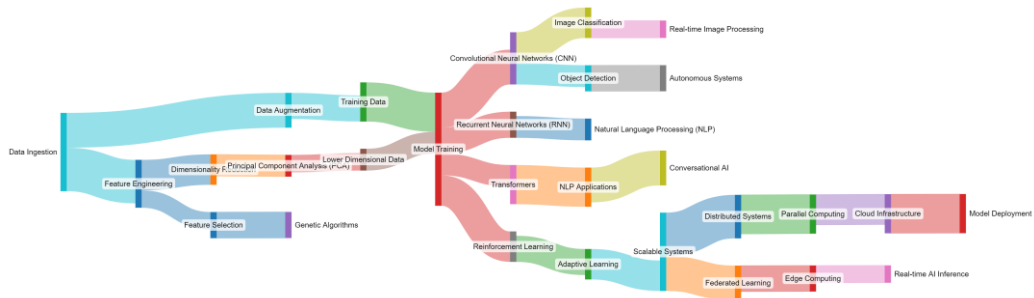 Data Ingestion
Data Augmentation
Feature Engineering
Training Data
Dimensionality Reduction
Principal Component Analysis (PCA)
Lower Dimensional Data
Feature Selection
Genetic Algorithms
Model Training
Convolutional Neural Networks (CNN)
Image Classification
Real-time Image Processing
Object Detection
Autonomous Systems
Recurrent Neural Networks (RNN)
Natural Language Processing (NLP)
Transformers
NLP Applications
Conversational AI
Reinforcement Learning
Adaptive Learning
Scalable Systems
Distributed Systems
Parallel Computing
Cloud Infrastructure
Model Deployment
Federated Learning
Edge Computing
Real-time AI Inference